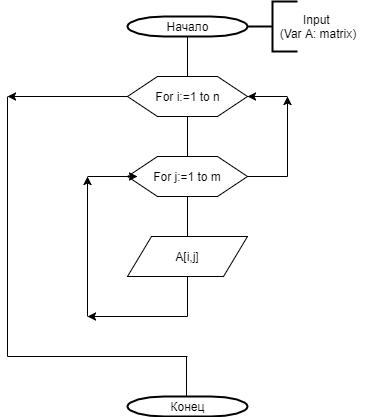 Начало
Input
(Var A: matrix)
For i:=1 to n
For j:=1 to m
A[i,j]
Конец